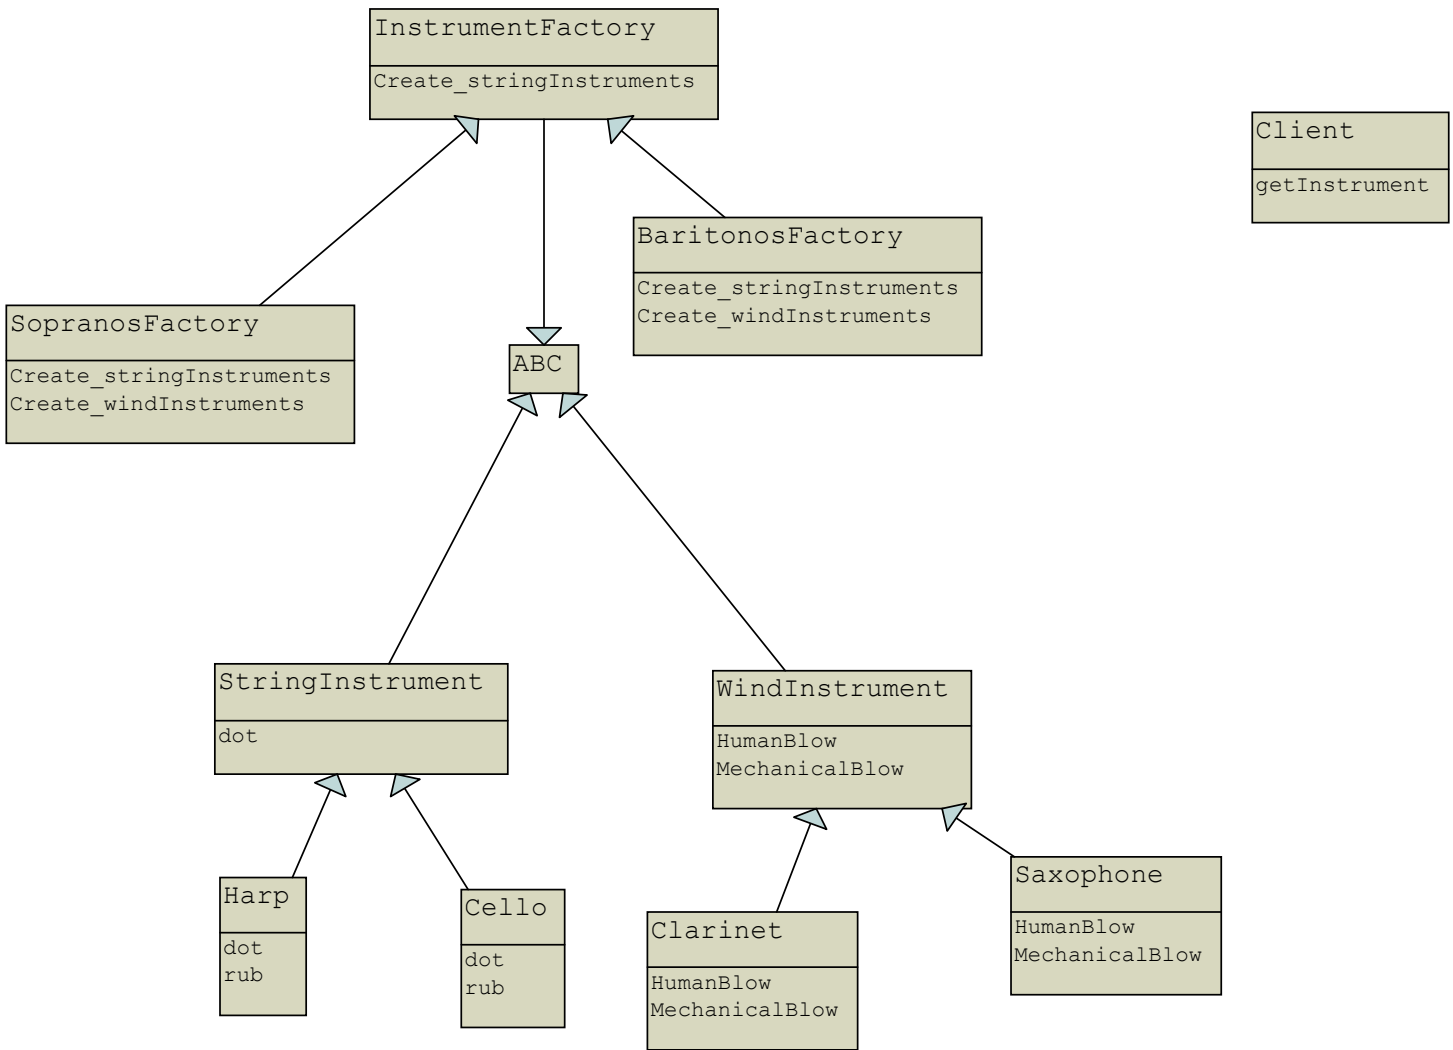 InstrumentFactory
Create_stringInstruments
Client
getInstrument
BaritonosFactory
Create_stringInstruments
Create_windInstruments
SopranosFactory
Create_stringInstruments
Create_windInstruments
ABC
StringInstrument
dot
WindInstrument
HumanBlow
MechanicalBlow
Harp
dot
rub
Cello
dot
rub
Clarinet
HumanBlow
MechanicalBlow
Saxophone
HumanBlow
MechanicalBlow